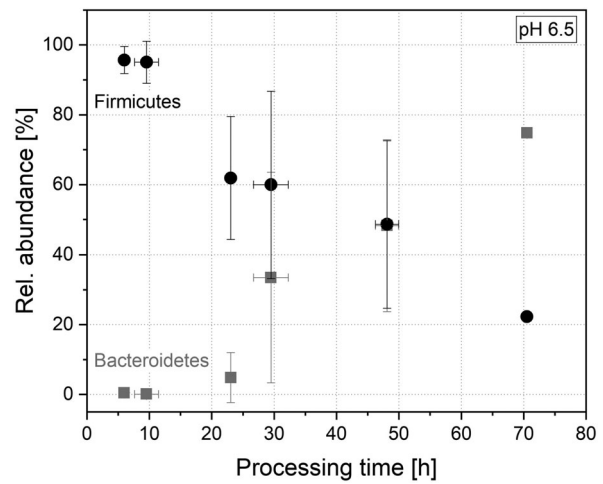 pH 6.5
100
80
60
40
20
0
Rel. abundance [%]
Firmicutes
Bacteroidetes
0 10 20 30 40 50 60 70 80
Processing time [h]